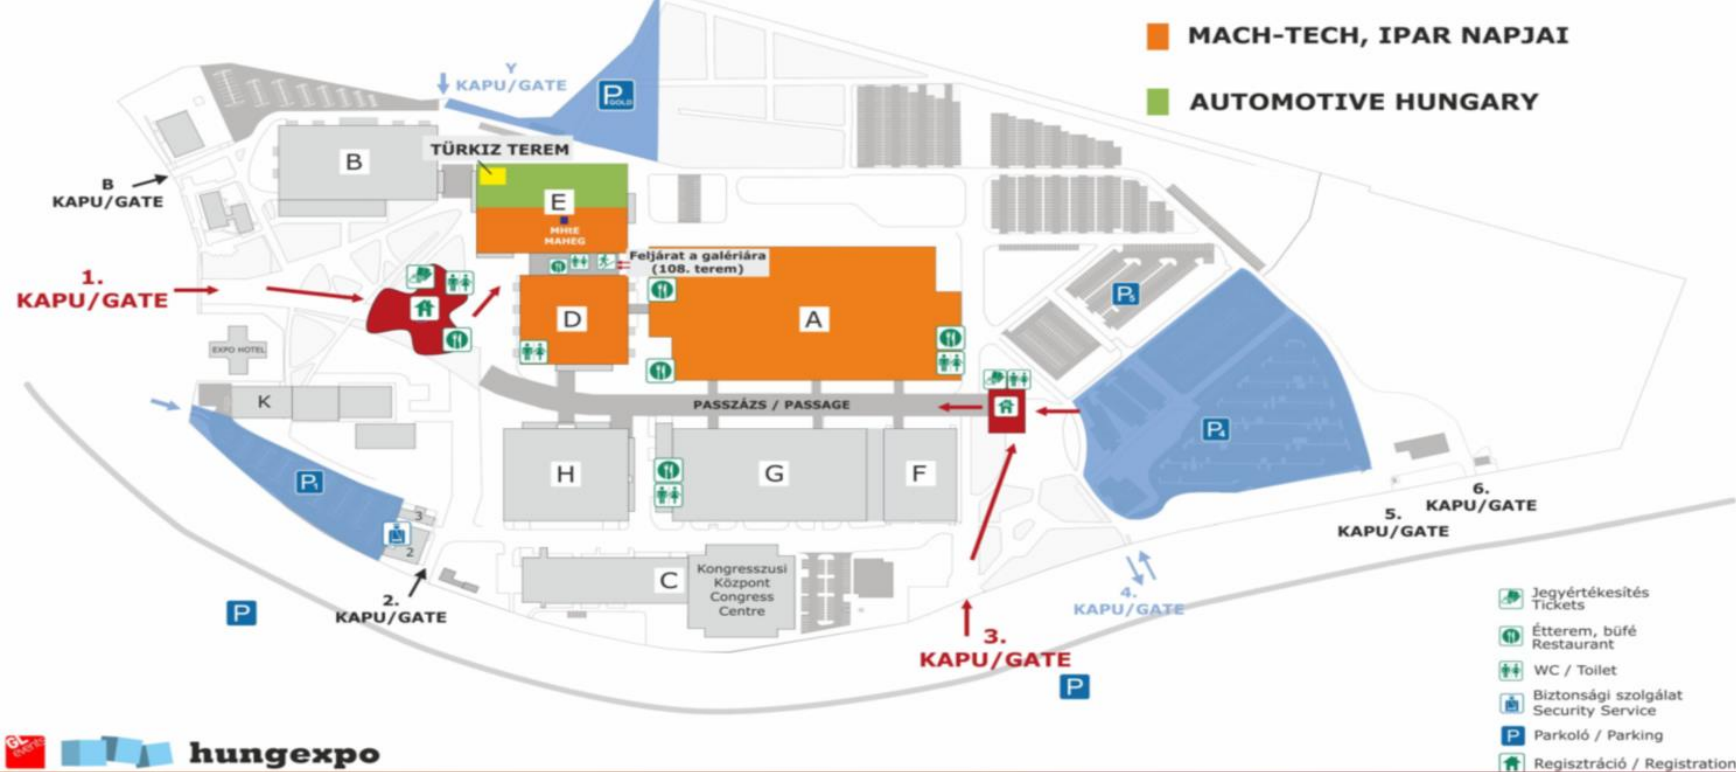 MACH-TECH, IPAR NAPJAI
AUTOMOTIVE HUNGARY
Y
KAPU/GATE
P
GOLD
TÜRKIZ TEREM
B
B
KAPU/GATE
E
MHtE
MAHEG
Feljárat a galériára
(108. terem)
1.
KAPU/GATE
D
A
P5
EXPO HOTEL
K
PASSZÁZS / PASSAGE
P4
P1
H
G
F
3
2
6.
KAPU/GATE
5.
KAPU/GATE
C
Kongresszusi
Központ
Congress
Centre
2.
KAPU/GATE
P
4.
KAPU/GATE
3.
KAPU/GATE
P
Jegyértékesítés
Tickets
Étterem, büfé
Restaurant
WC / Toilet
Biztonsági szolgálat
Security Service
P Parkoló / Parking
Regisztráció / Registration
GL events
hungexpo